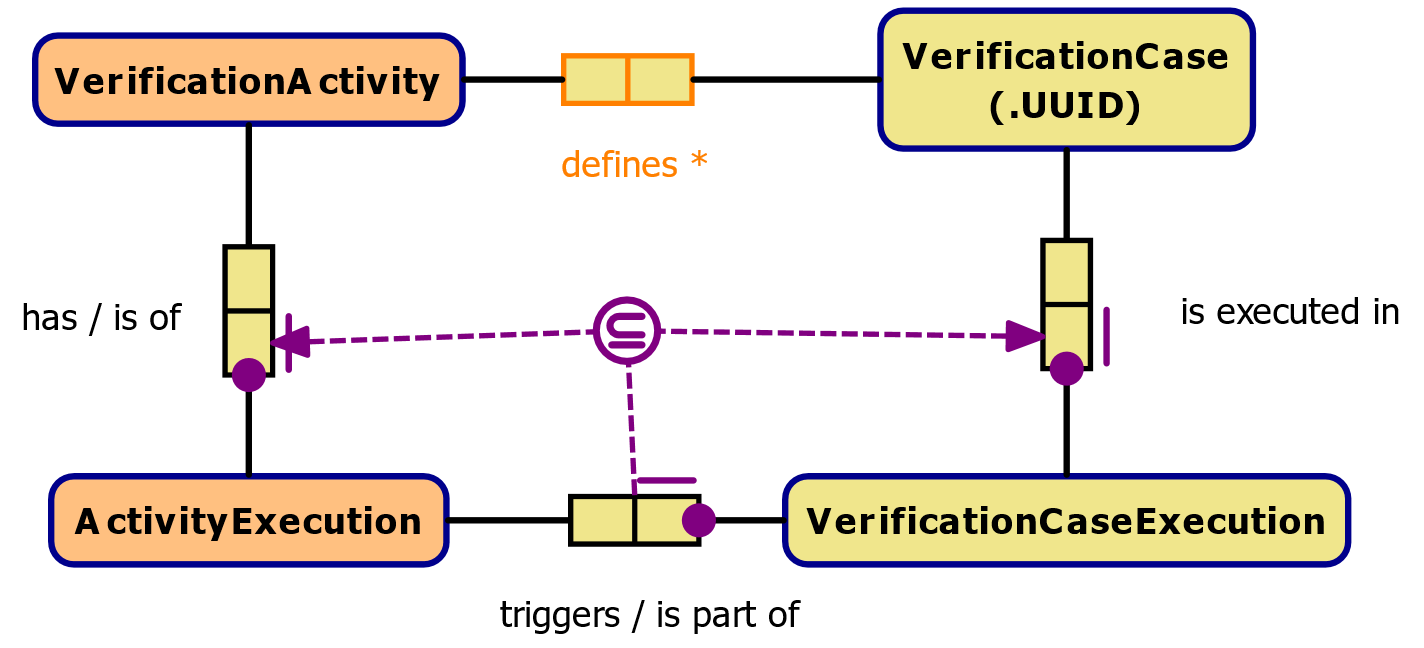 VerificationActivity
VerificationCase
(.UUID)
defines *
has / is of
is executed in
ActivityExecution
VerificationCaseExecution
triggers / is part of